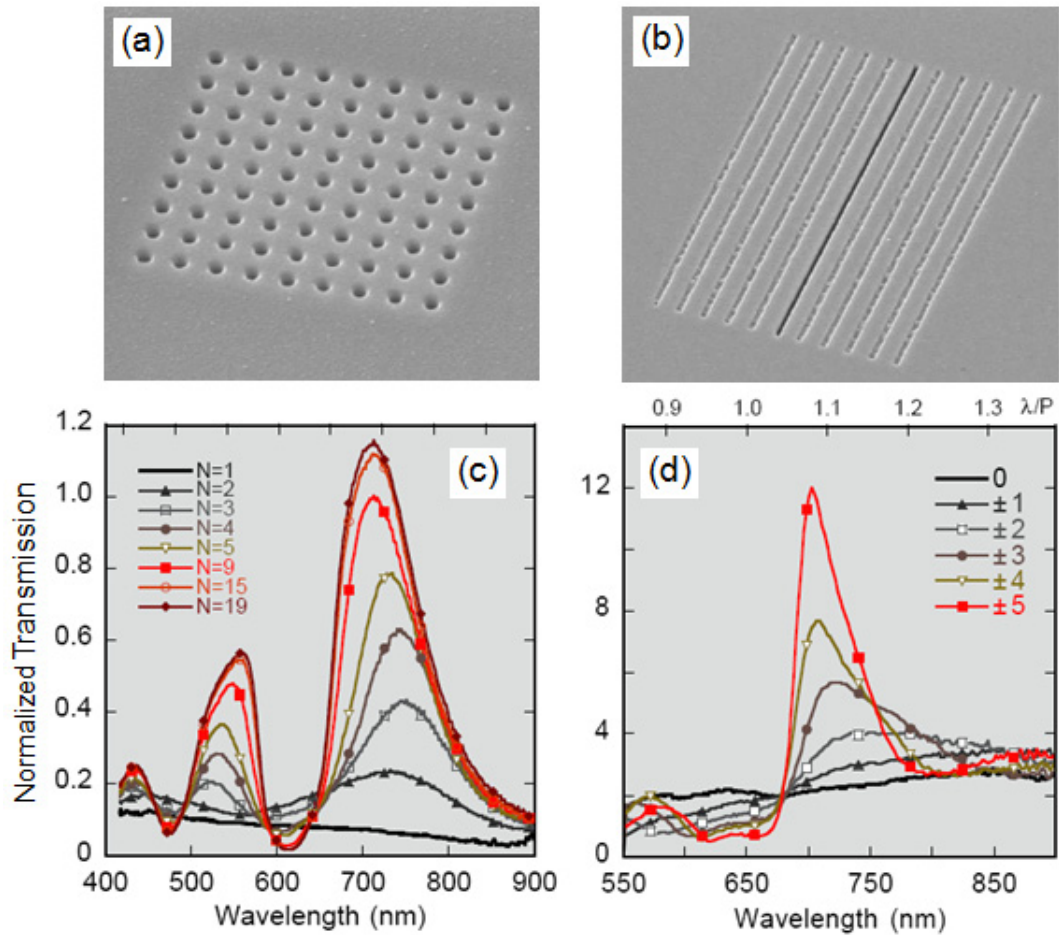 (a)
(b)
(c)
1.2
1.0
0.8
0.6
0.4
0.2
0
Normalized Transmission
N=1
N=2
N=3
N=4
N=5
N=9
N=15
N=19
400 500 600 700 800 900
Wavelength (nm)
0.9 1.0 1.1 1.2 1.3 λ/P
(d)
12
8
4
0
0
±1
±2
±3
±4
±5
550 650 750 850
Wavelength (nm)